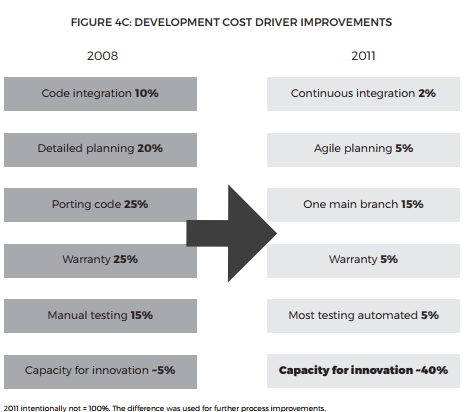 FIGURE 4C: DEVELOPMENT COST DRIVER IMPROVEMENTS
2008
2011
Code integration 10%
Continuous integration 2%
Detailed planning 20%
Agile planning 5%
Porting code 25%
One main branch 15%
Warranty 25%
Warranty 5%
Manual testing 15%
Most testing automated 5%
Capacity for innovation ~5%
Capacity for innovation ~40%
2011 intentionally not = 100%. The difference was used for further process improvements.